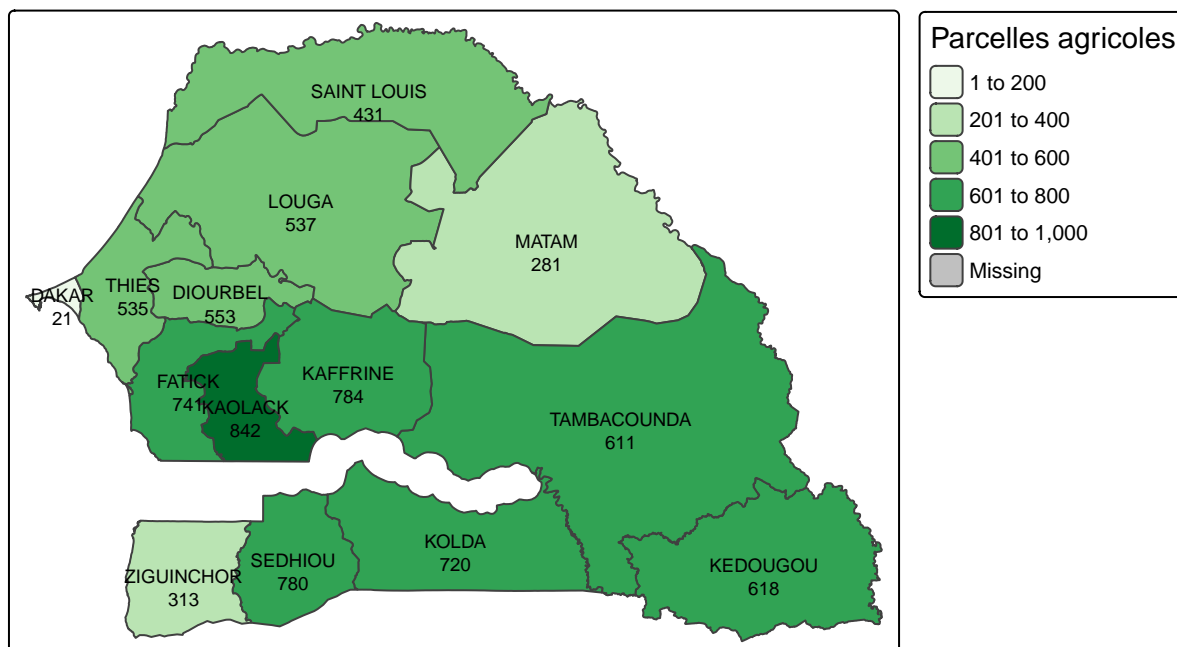 SAINT LOUIS
431
LOUGA
537
MATAM
281
DAKAR
21
THIES
535
DIOURBEL
553
FATICK
741
KAOLACK
842
KAFFRINE
784
TAMBACOUNDA
611
ZIGUINCHOR
313
SEDHIOU
780
KOLDA
720
KEDOUGOU
618
Parcelles agricoles
1 to 200
201 to 400
401 to 600
601 to 800
801 to 1,000
Missing